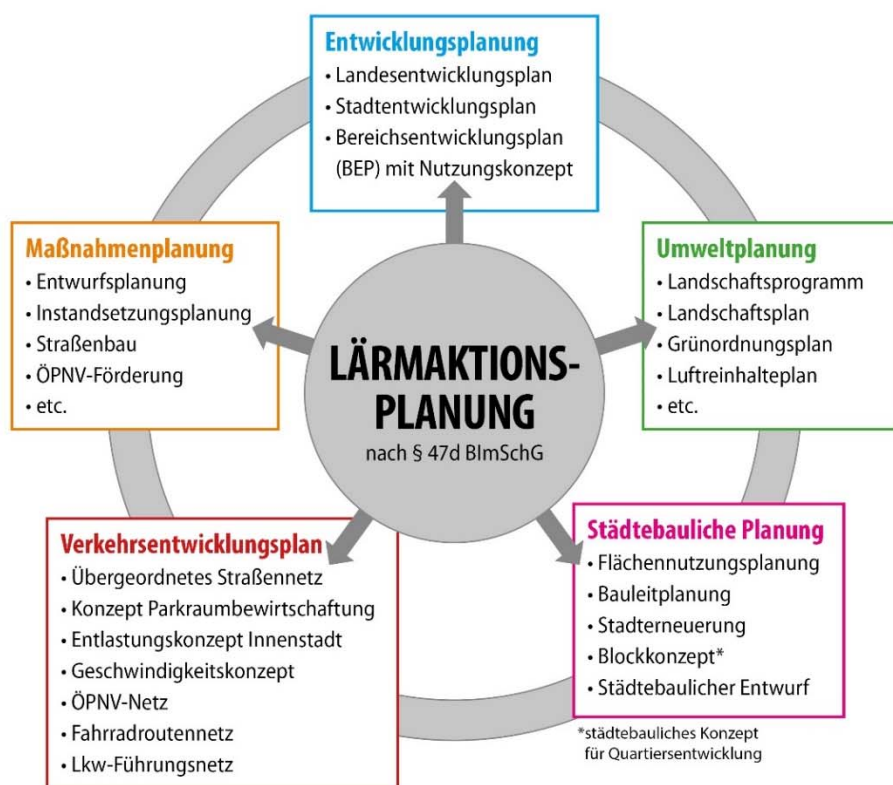 Entwicklungsplanung
• Landesentwicklungsplan
• Stadtentwicklungsplan
• Bereichsentwicklungsplan
(BEP) mit Nutzungskonzept
Maßnahmenplanung
• Entwurfsplanung
• Instandsetzungsplanung
• Straßenbau
• ÖPNV-Förderung
• etc.
Umweltplanung
• Landschaftsprogramm
• Landschaftsplan
• Grünordnungsplan
• Luftreinhalteplan
• etc.
LÄRMAKTIONS-
PLANUNG
nach § 47d BImSchG
Verkehrsentwicklungsplan
• Übergeordnetes Straßennetz
• Konzept Parkraumbewirtschaftung
• Entlastungskonzept Innenstadt
• Geschwindigkeitskonzept
• ÖPNV-Netz
• Fahrradroutennetz
• Lkw-Führungsnetz
Städtebauliche Planung
• Flächennutzungsplanung
• Bauleitplanung
• Stadterneuerung
• Blockkonzept*
• Städtebaulicher Entwurf
*städtebauliches Konzept
für Quartiersentwicklung